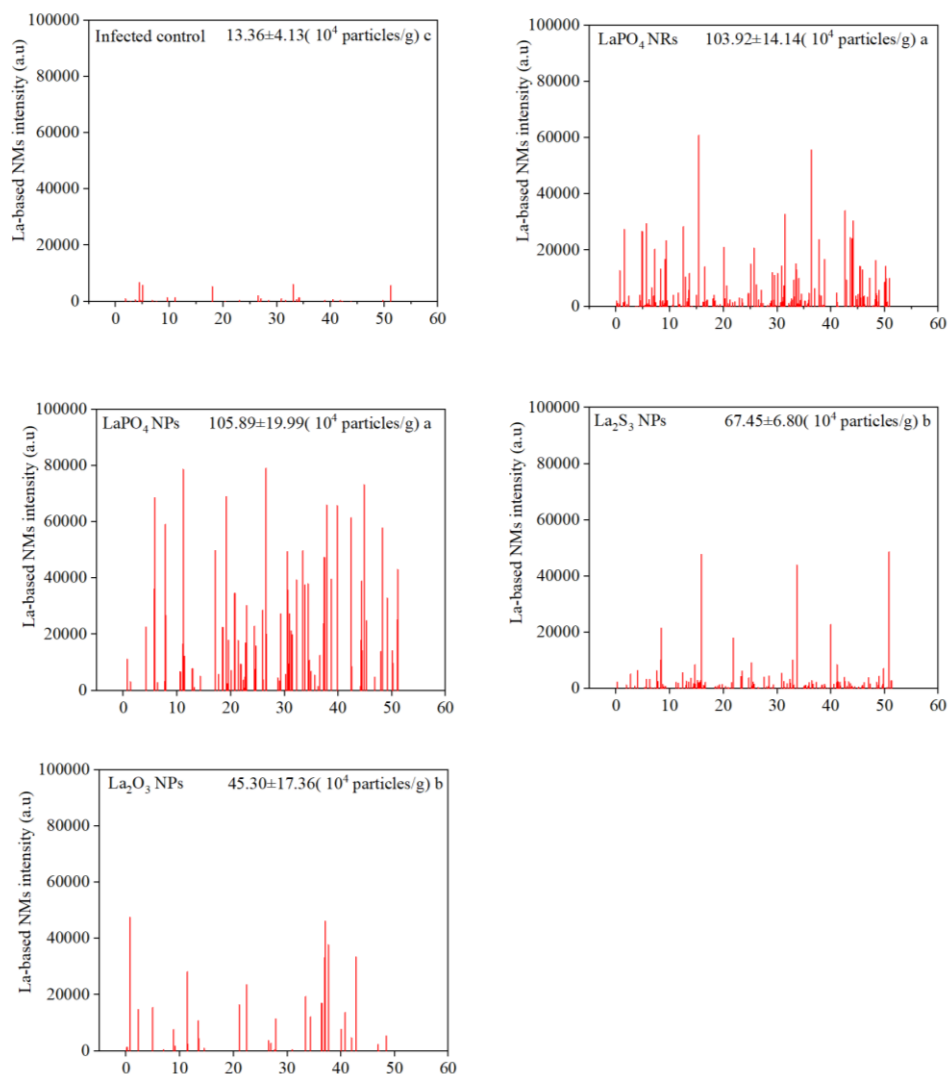 Infected control 13.36±4.13( 10⁴ particles/g) c
La-based NMs intensity (a.u)
100000
80000
60000
40000
20000
0
0 10 20 30 40 50 60
LaPO₄ NRs 103.92±14.14( 10⁴ particles/g) a
La-based NMs intensity (a.u)
100000
80000
60000
40000
20000
0
0 10 20 30 40 50 60
LaPO₄ NPs 105.89±19.99( 10⁴ particles/g) a
La-based NMs intensity (a.u)
100000
80000
60000
40000
20000
0
0 10 20 30 40 50 60
La₂S₃ NPs 67.45±6.80( 10⁴ particles/g) b
La-based NMs intensity (a.u)
100000
80000
60000
40000
20000
0
0 10 20 30 40 50 60
La₂O₃ NPs 45.30±17.36( 10⁴ particles/g) b
La-based NMs intensity (a.u)
100000
80000
60000
40000
20000
0
0 10 20 30 40 50 60